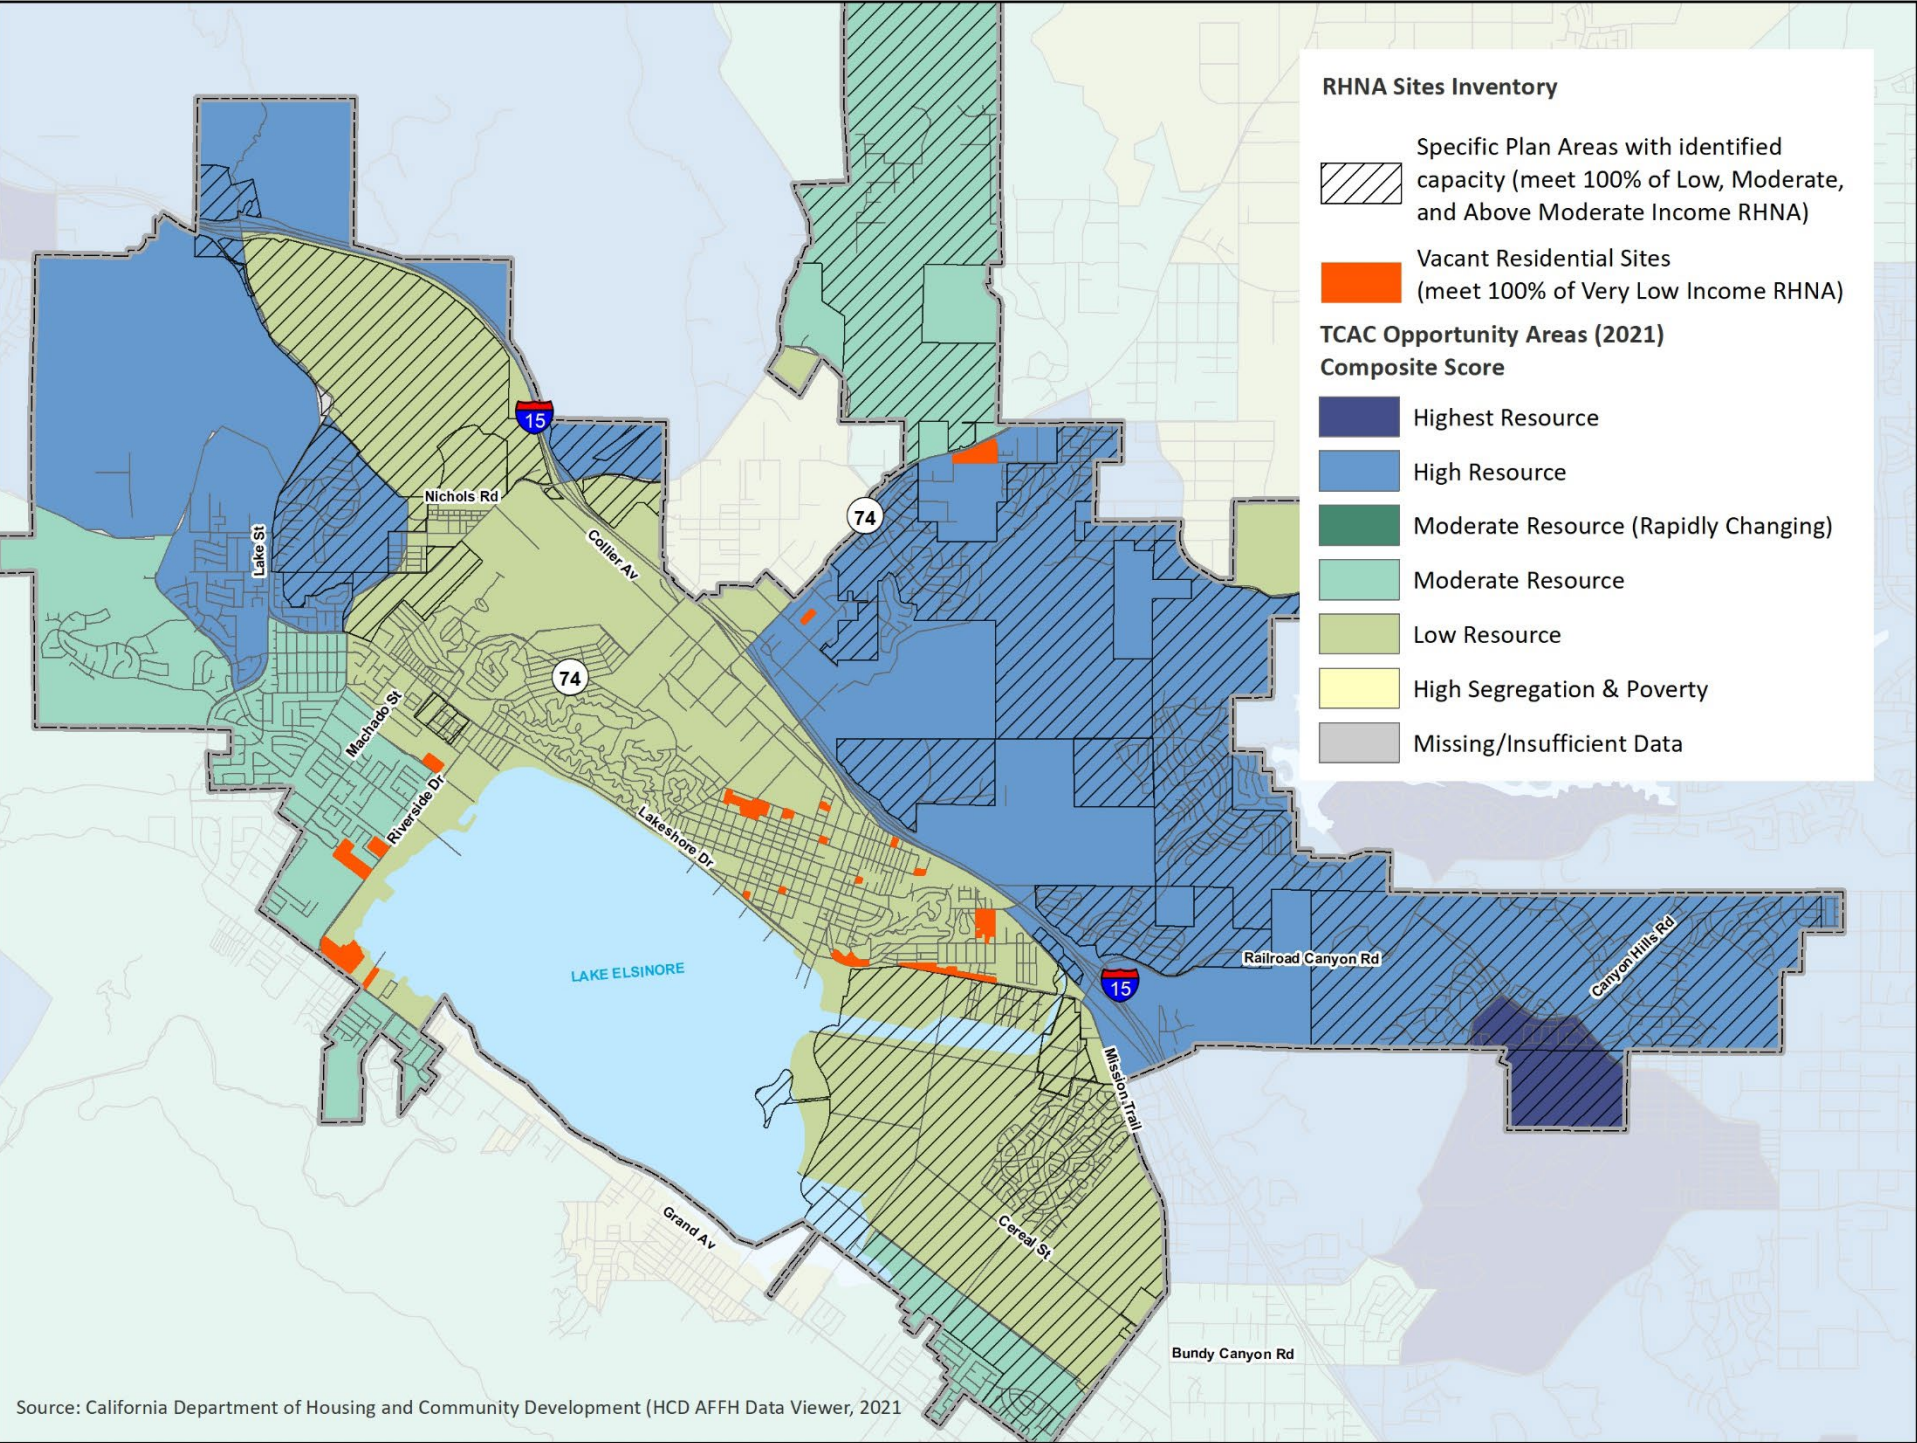 RHNA Sites Inventory
Specific Plan Areas with identified
capacity (meet 100% of Low, Moderate,
and Above Moderate Income RHNA)
Vacant Residential Sites
(meet 100% of Very Low Income RHNA)
TCAC Opportunity Areas (2021)
Composite Score
Highest Resource
High Resource
Moderate Resource (Rapidly Changing)
Moderate Resource
Low Resource
High Segregation & Poverty
Missing/Insufficient Data
15
Nichols Rd
74
Lake St
Collier Av
74
Machado St
Riverside Dr
Lakeshore Dr
LAKE ELSINORE
Railroad Canyon Rd
Canyon Hills Rd
15
Mission Trail
Grand Av
Cereal St
Bundy Canyon Rd
Source: California Department of Housing and Community Development (HCD AFFH Data Viewer, 2021